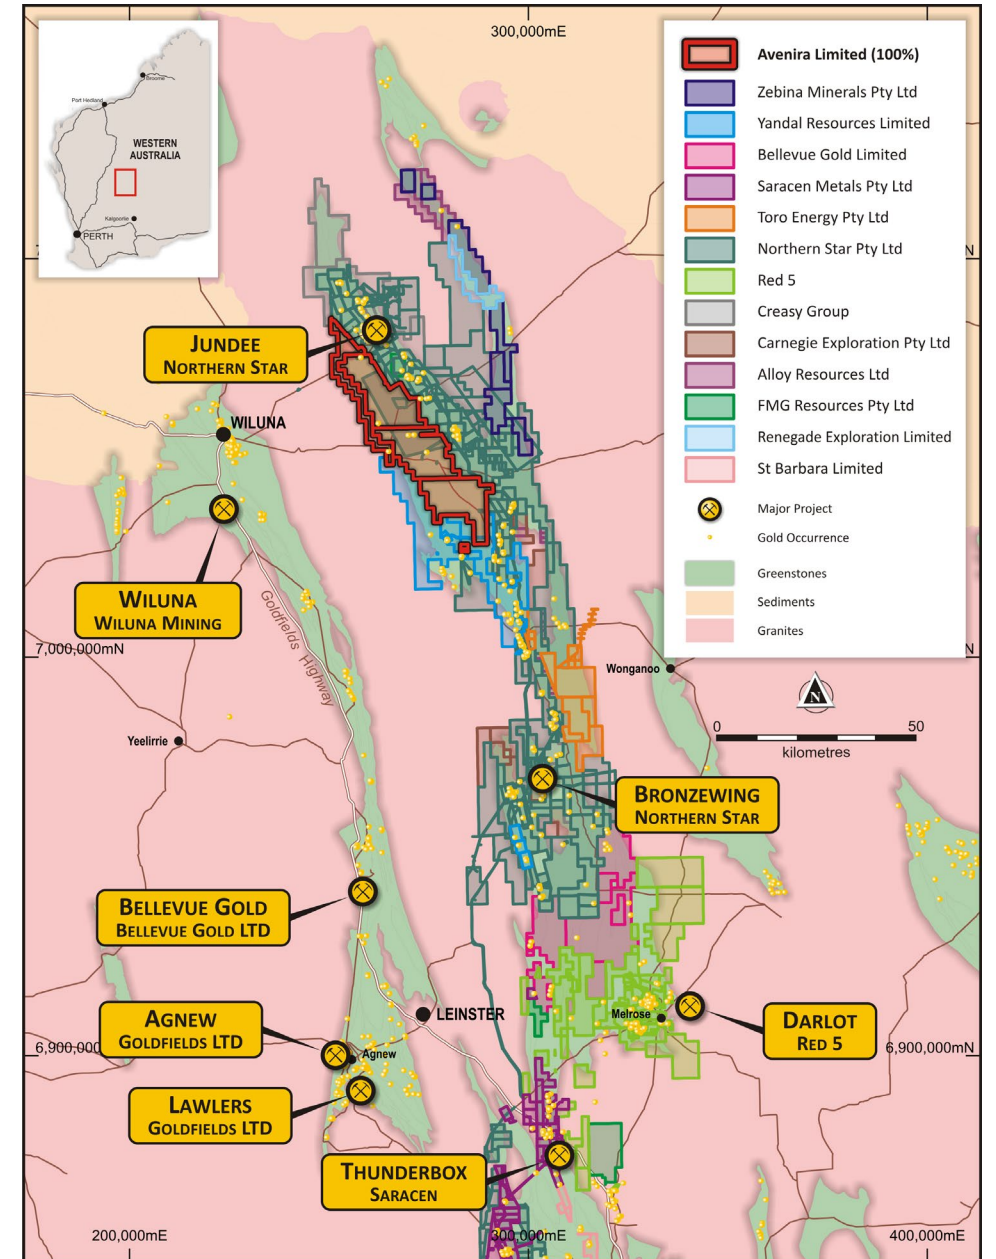 300,000mE
Broome
Port Hedland
WESTERN
AUSTRALIA
Kalgoorlie
PERTH
Avenira Limited (100%)
Zebina Minerals Pty Ltd
Yandal Resources Limited
Bellevue Gold Limited
Saracen Metals Pty Ltd
Toro Energy Pty Ltd
Northern Star Pty Ltd
Red 5
Creasy Group
Carnegie Exploration Pty Ltd
Alloy Resources Ltd
FMG Resources Pty Ltd
Renegade Exploration Limited
St Barbara Limited
Major Project
Gold Occurrence
Greenstones
Sediments
Granites
JUNDEE
NORTHERN STAR
WILUNA
WILUNA
WILUNA MINING
Goldfields Highway
7,000,000mN
Wonganoo
N
0 50
kilometres
Yeelirrie
BRONZEWING
NORTHERN STAR
BELLEVUE GOLD
BELLEVUE GOLD LTD
LEINSTER
Melrose
AGNEW
GOLDFIELDS LTD
DARLOT
RED 5
6,900,000
6,900,000mN
Agnew
LAWLERS
GOLDFIELDS LTD
THUNDERBOX
SARACEN
200,000mE
300,000mE
400,000mE